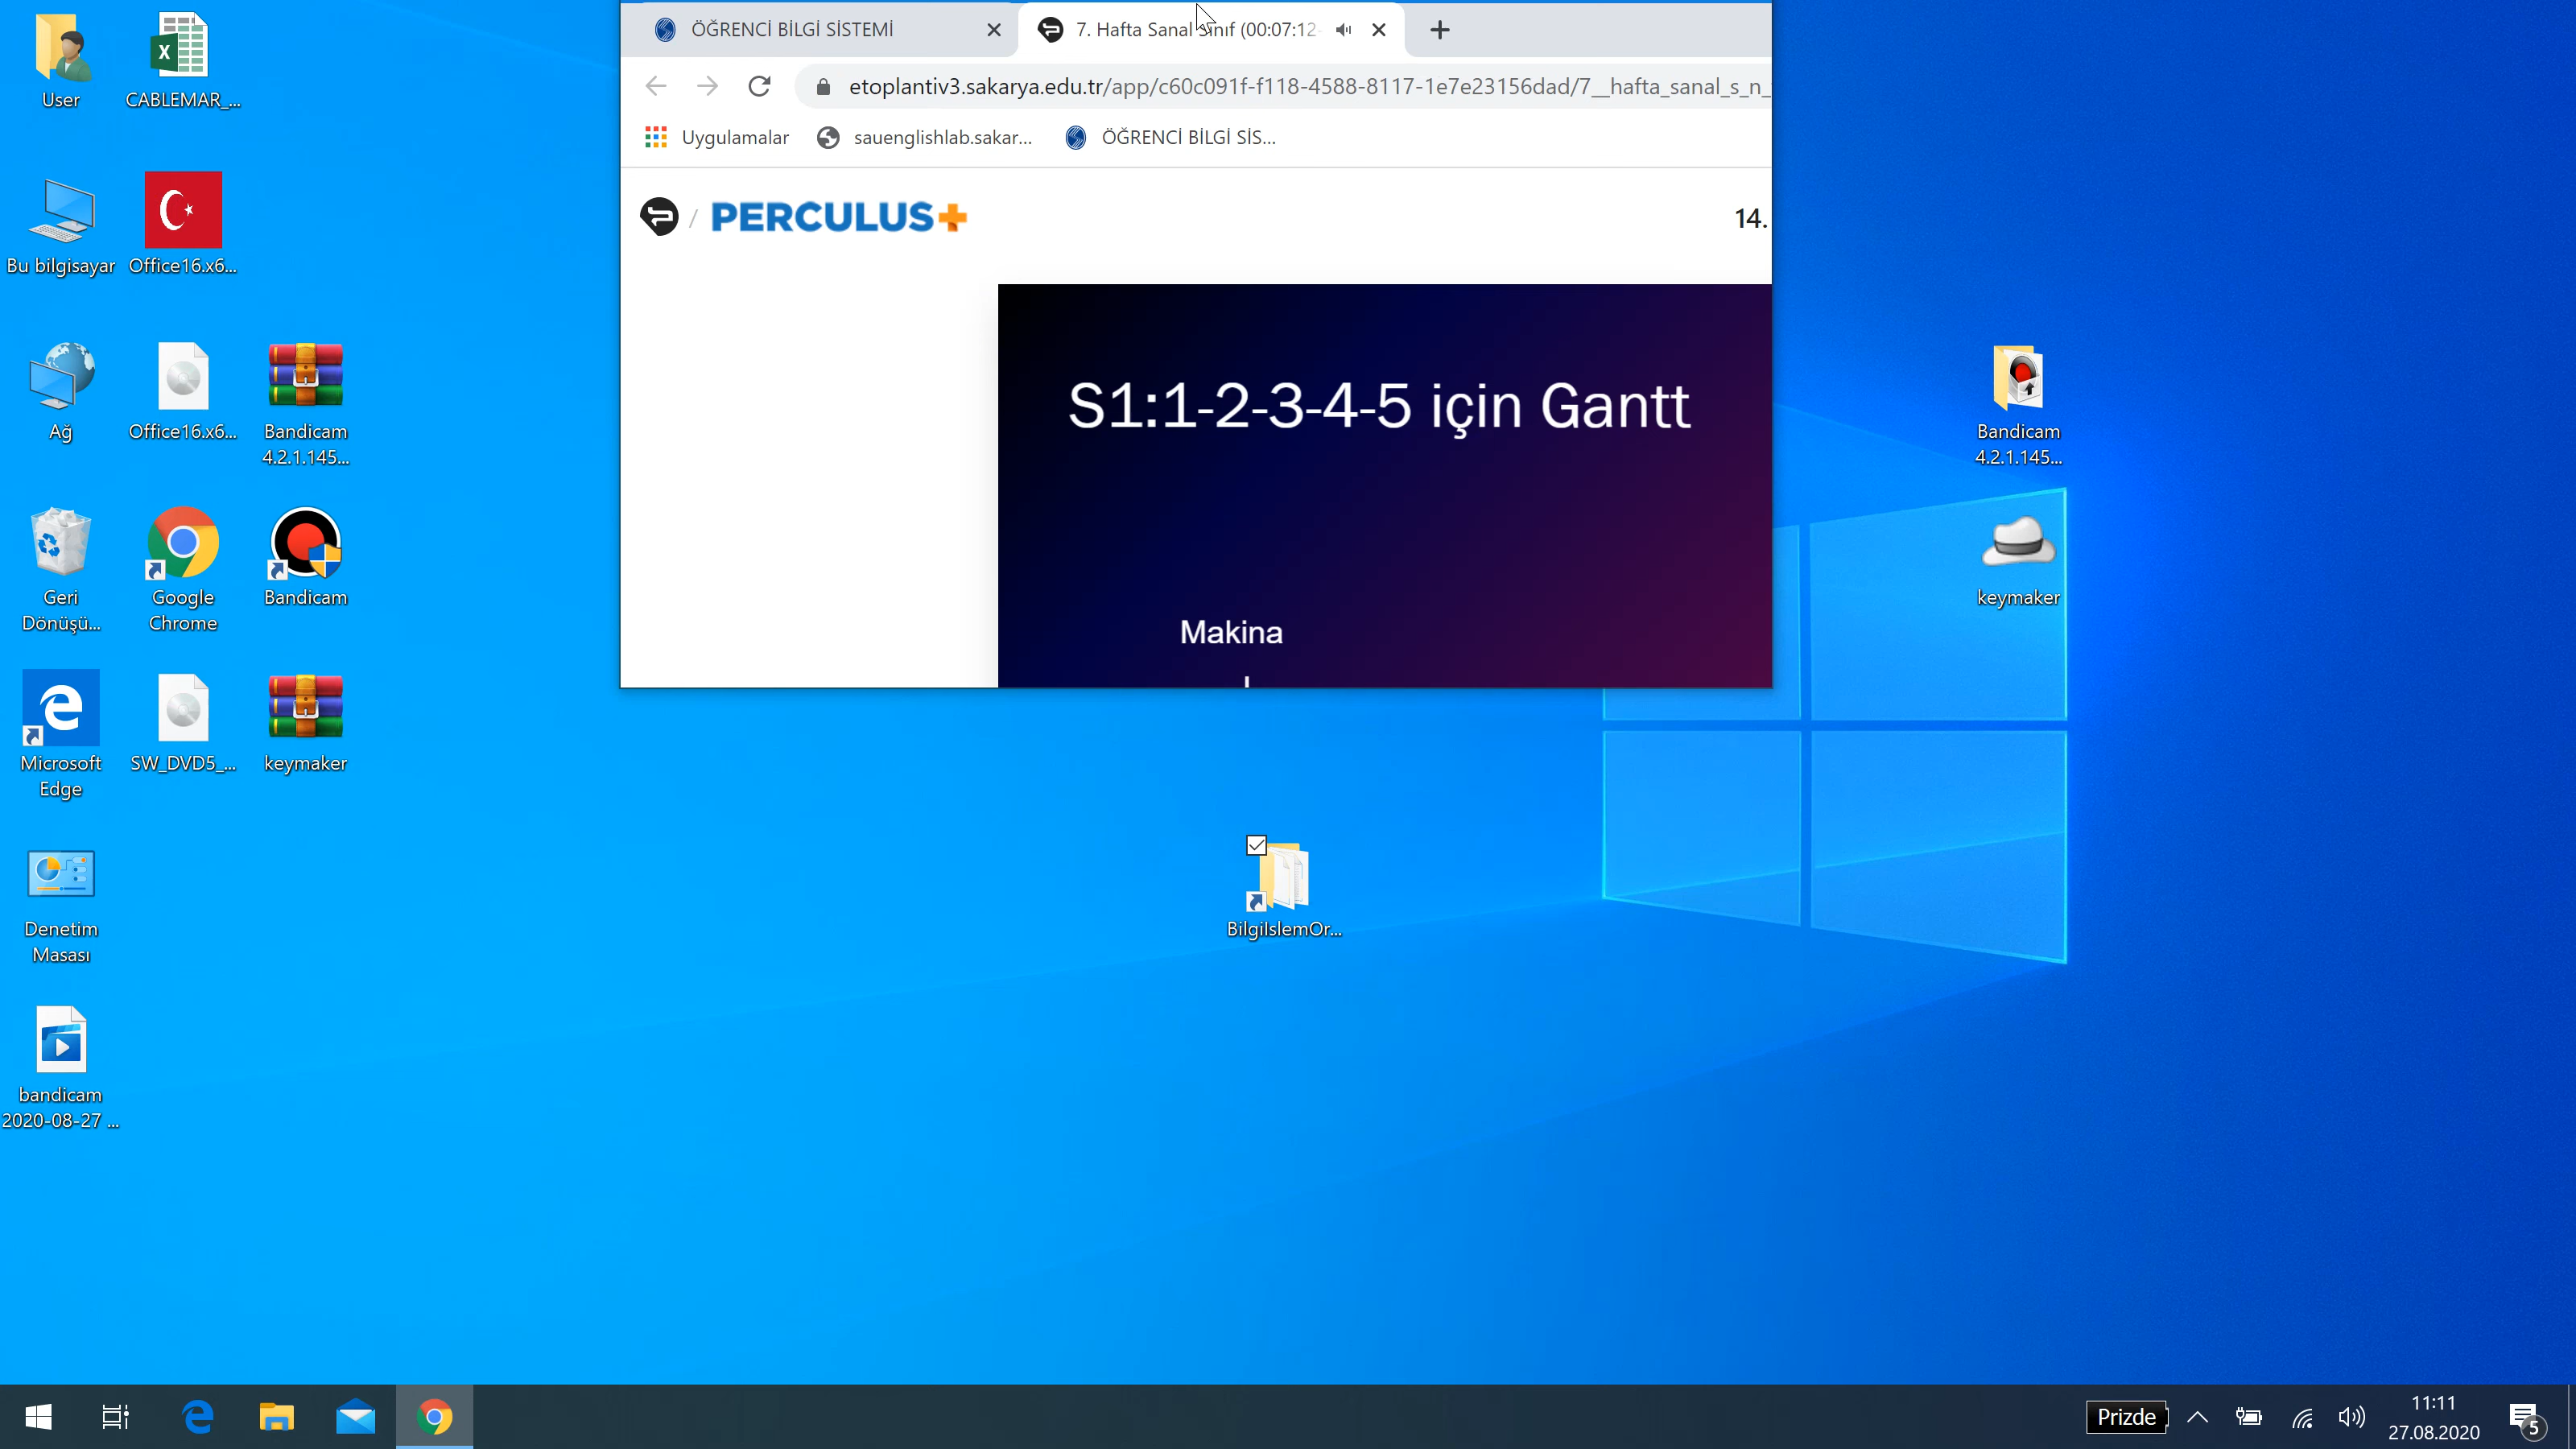 User
CABLEMAR_...
Bu bilgisayar
Office16.x6...
Ağ
Office16.x6...
Bandicam
4.2.1.145...
Geri
Dönüşü...
Google
Chrome
Bandicam
Microsoft
Edge
SW_DVD5_...
keymaker
Denetim
Masası
bandicam
2020-08-27 ...
ÖĞRENCİ BİLGİ SİSTEMİ
7. Hafta Sanal Sınıf (00:07:12-
etoplantiv3.sakarya.edu.tr/app/c60c091f-f118-4588-8117-1e7e23156dad/7__hafta_sanal_s_n_
Uygulamalar
sauenglishlab.sakar...
ÖĞRENCİ BİLGİ SİS...
/ PERCULUS+
14.
S1:1-2-3-4-5 için Gantt
Makina
Bandicam
4.2.1.145...
keymaker
BilgiIslemOr...
Prizde
11:11
27.08.2020
5